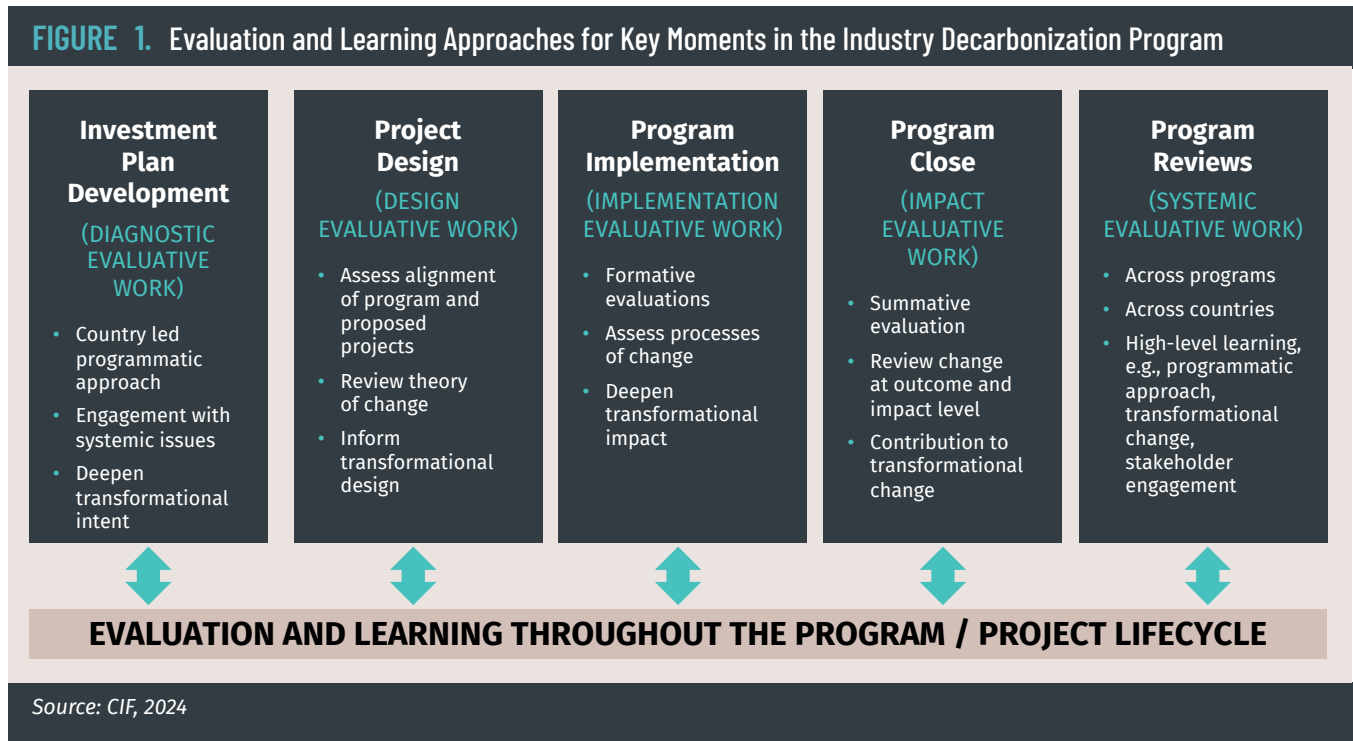 FIGURE 1. Evaluation and Learning Approaches for Key Moments in the Industry Decarbonization Program
Investment
Plan
Development
(DIAGNOSTIC
EVALUATIVE
WORK)
• Country led
programmatic
approach
• Engagement with
systemic issues
• Deepen
transformational
intent
Project
Design
(DESIGN
EVALUATIVE WORK)
• Assess alignment
of program and
proposed
projects
• Review theory
of change
• Inform
transformational
design
Program
Implementation
(IMPLEMENTATION
EVALUATIVE WORK)
• Formative
evaluations
• Assess processes
of change
• Deepen
transformational
impact
Program
Close
(IMPACT
EVALUATIVE
WORK)
• Summative
evaluation
• Review change
at outcome and
impact level
• Contribution to
transformational
change
Program
Reviews
(SYSTEMIC
EVALUATIVE WORK)
• Across programs
• Across countries
• High-level learning,
e.g., programmatic
approach,
transformational
change,
stakeholder
engagement
EVALUATION AND LEARNING THROUGHOUT THE PROGRAM / PROJECT LIFECYCLE
Source: CIF, 2024